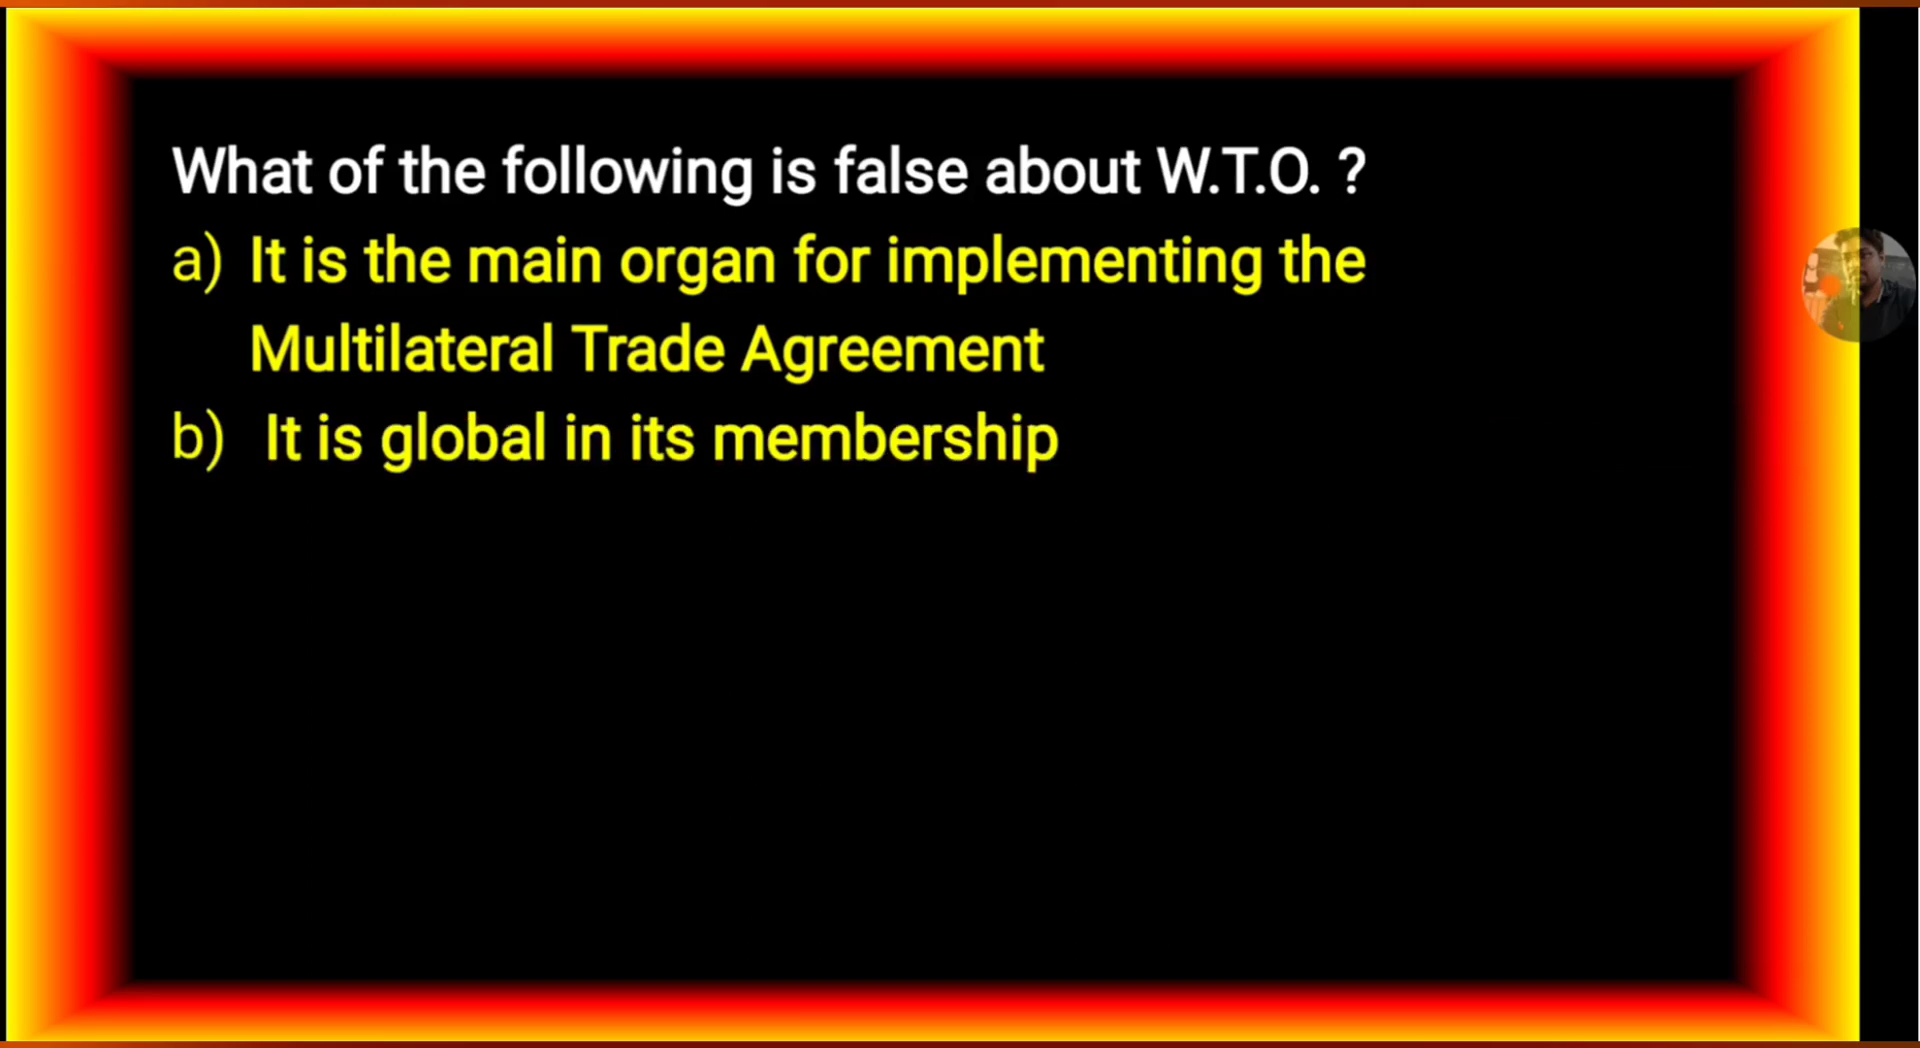 What of the following is false about W.T.O. ?
a) It is the main organ for implementing the
Multilateral Trade Agreement
b) It is global in its membership